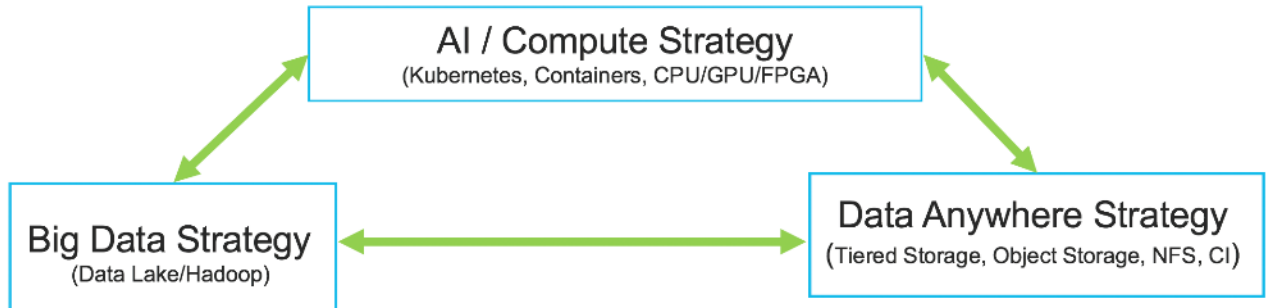 AI / Compute Strategy
(Kubernetes, Containers, CPU/GPU/FPGA)
Big Data Strategy
(Data Lake/Hadoop)
Data Anywhere Strategy
(Tiered Storage, Object Storage, NFS, CI)